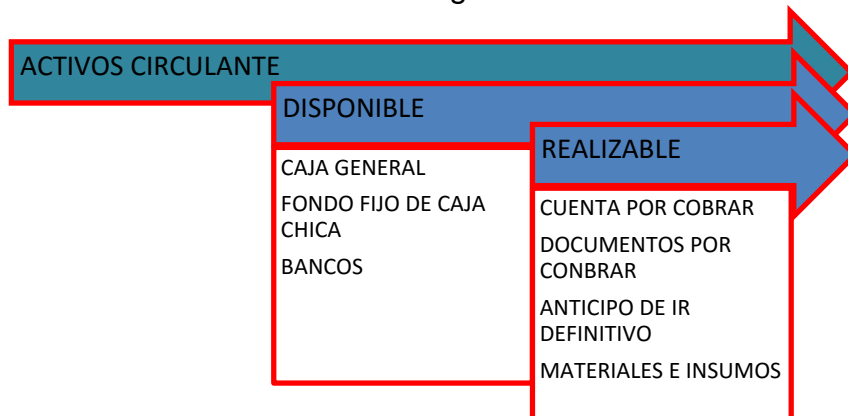 ACTIVOS CIRCULANTE
DISPONIBLE
CAJA GENERAL
FONDO FIJO DE CAJA
CHICA
BANCOS
REALIZABLE
CUENTA POR COBRAR
DOCUMENTOS POR
CONBRAR
ANTICIPO DE IR
DEFINITIVO
MATERIALES E INSUMOS